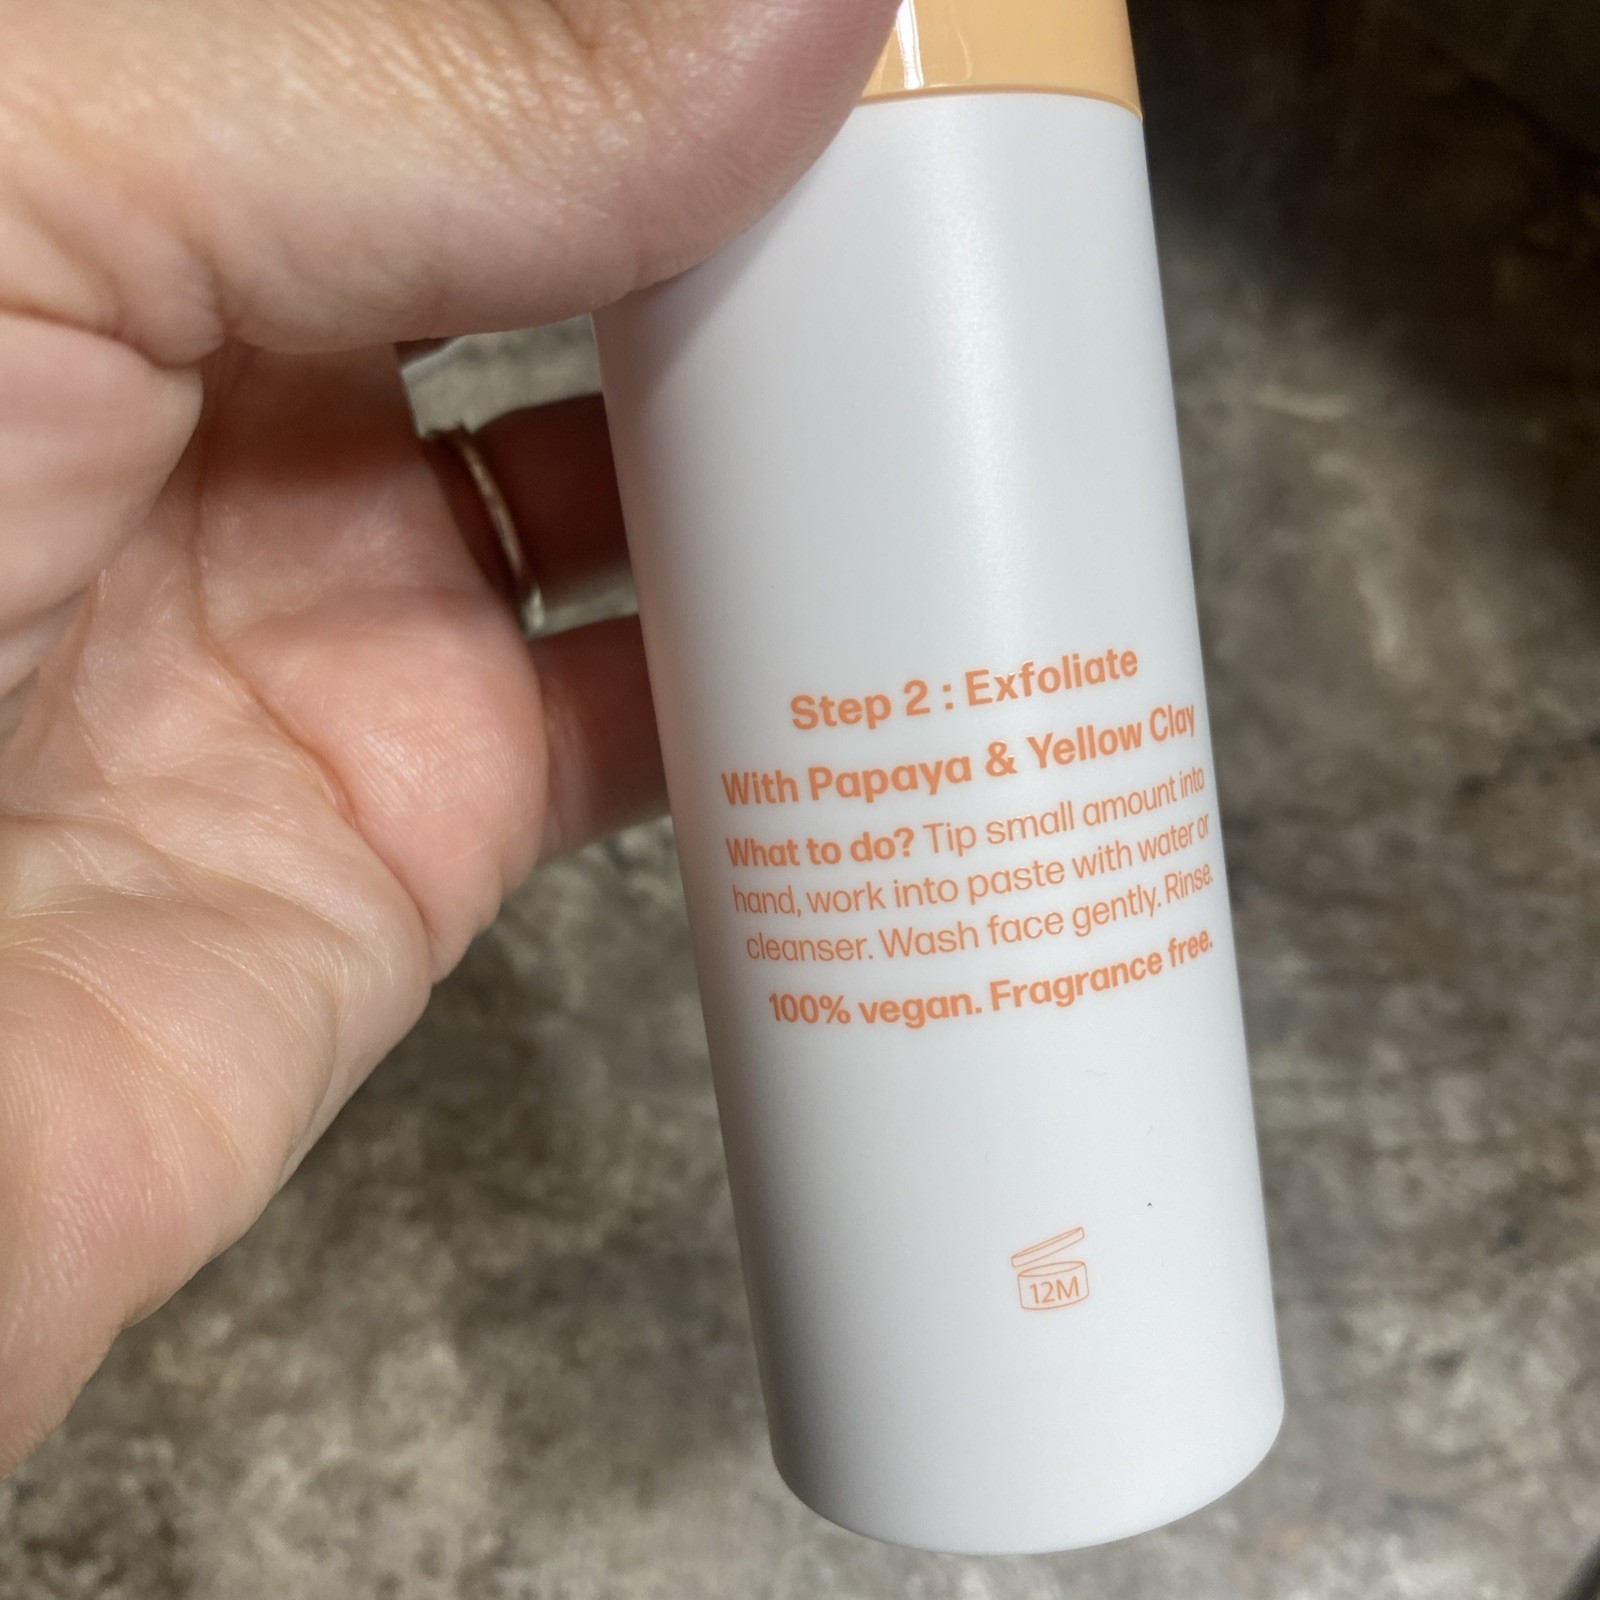 Step 2 : Exfoliate
With Papaya & Yellow Clay
What to do? Tip small amount into
hand, work into paste with water or
cleanser. Wash face gently. Rinse.
100% vegan. Fragrance free.
12M